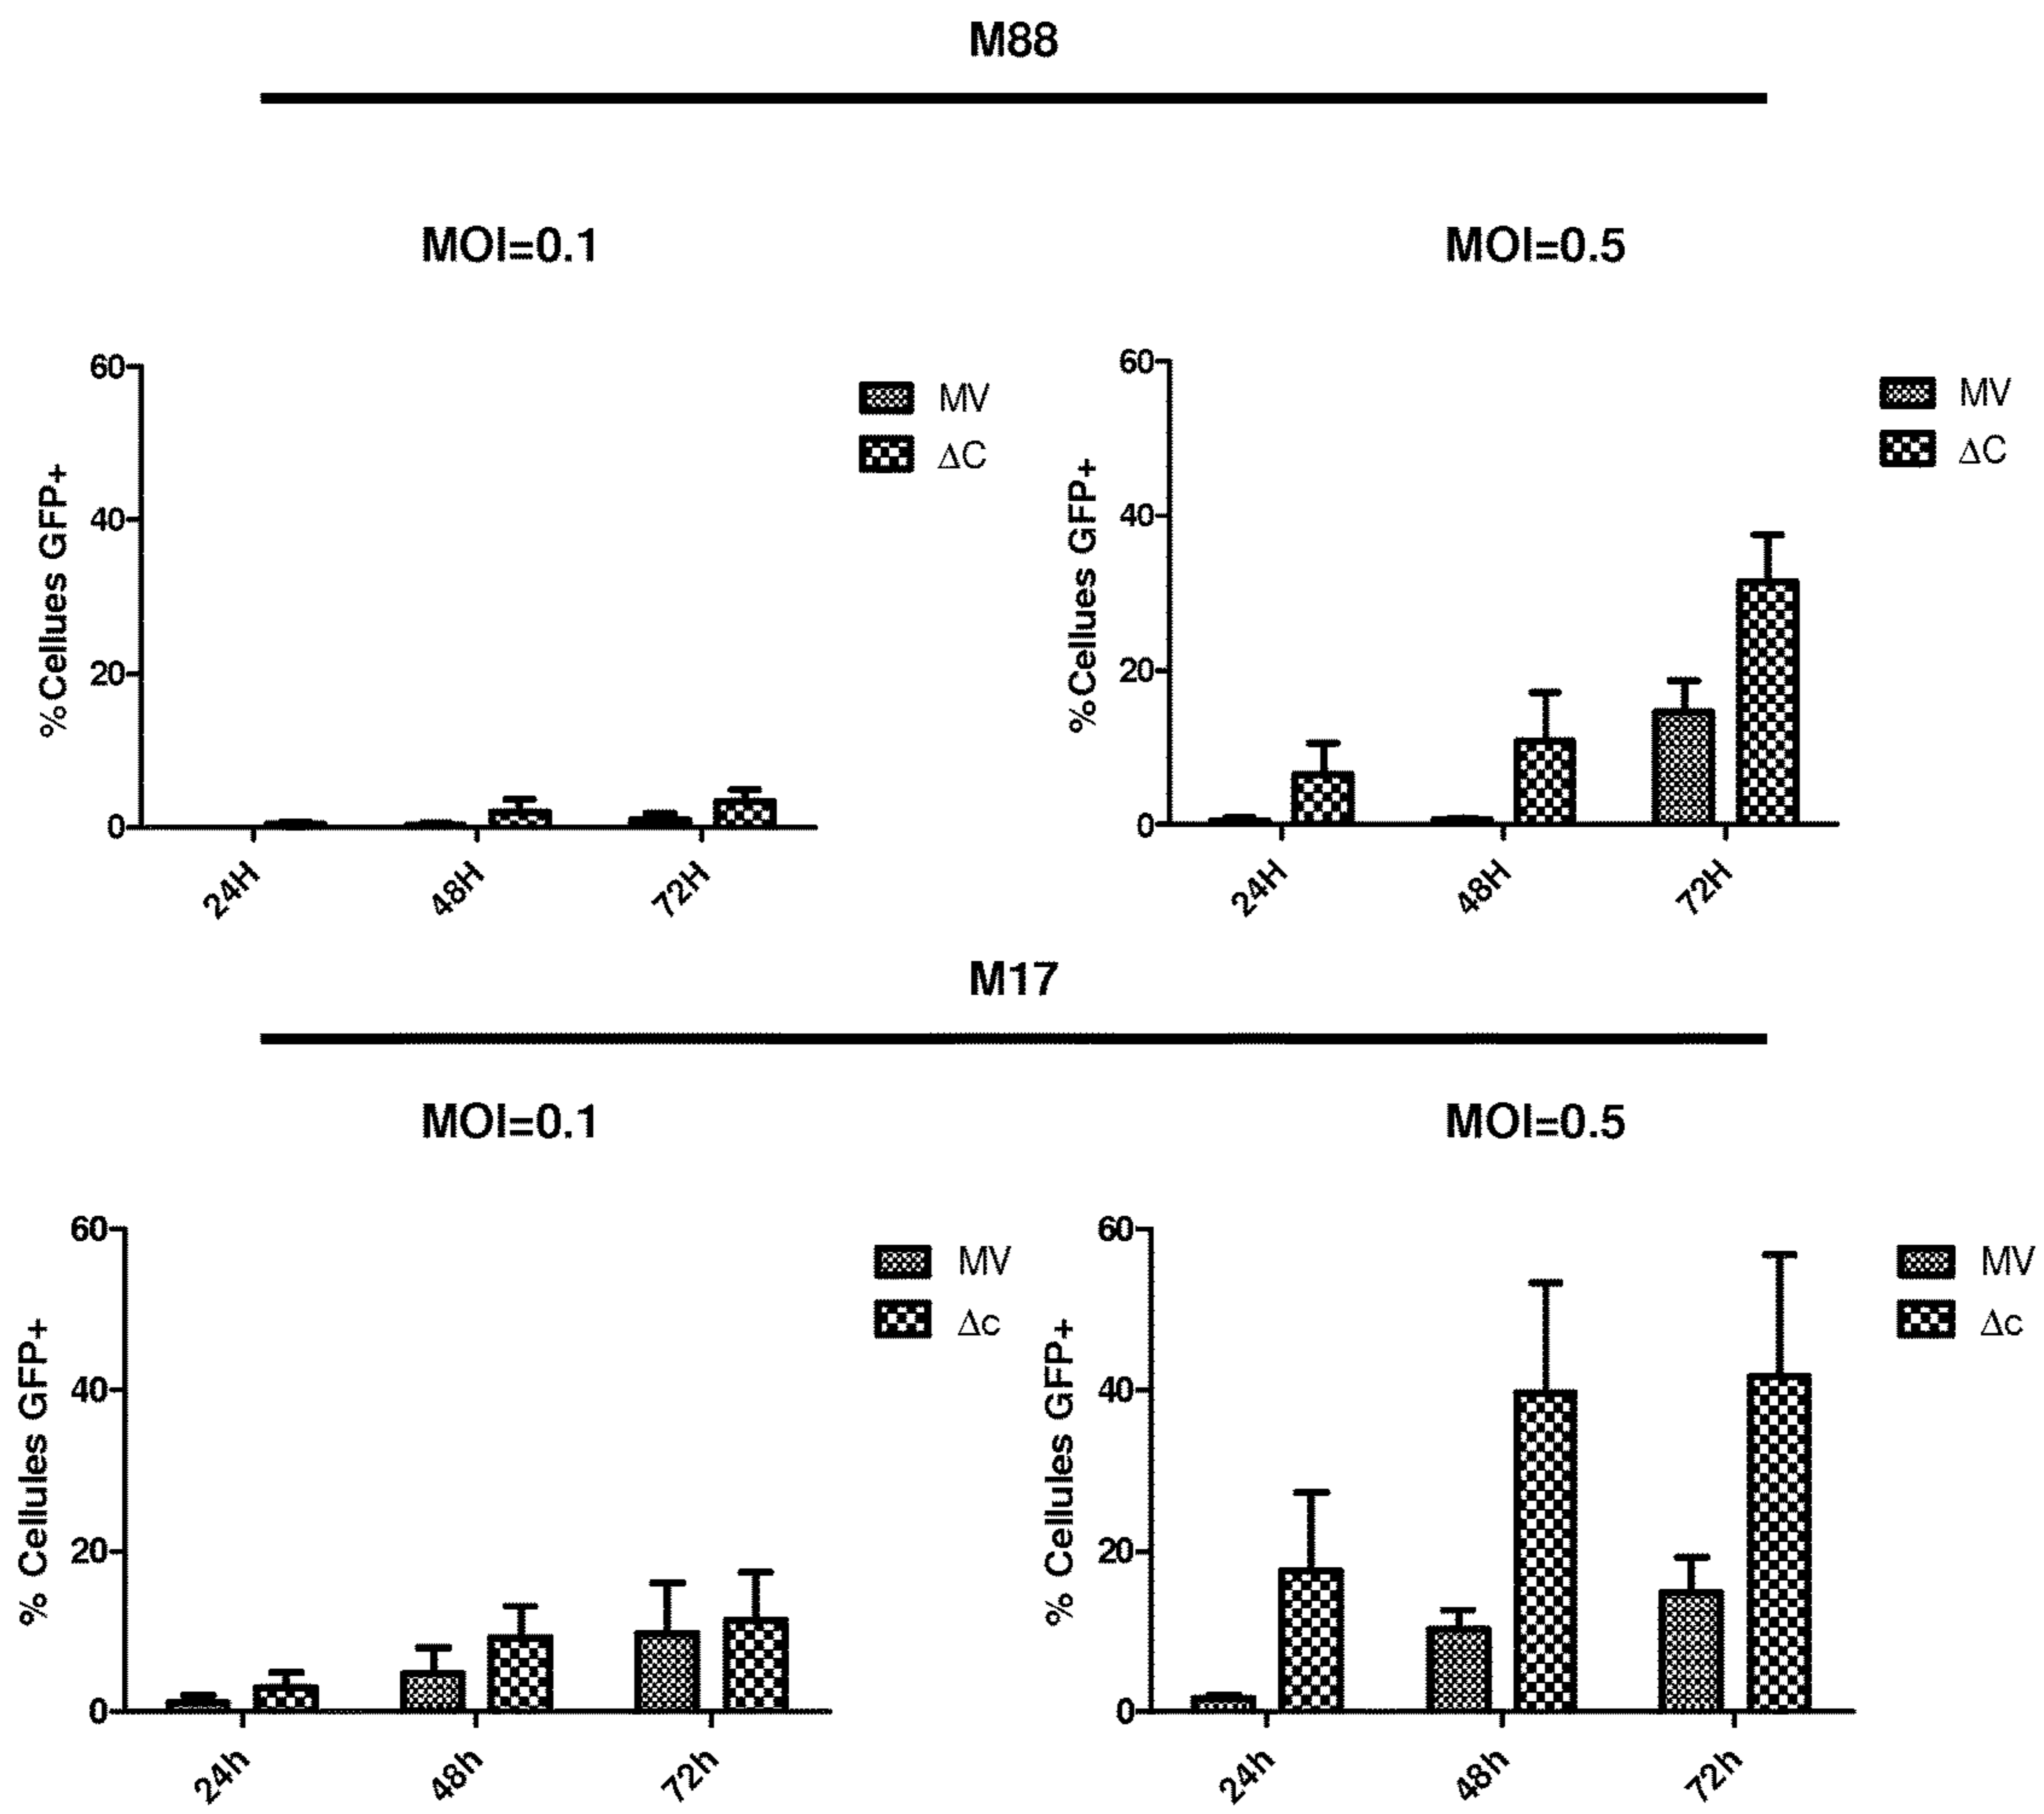 M88
MOI=0.1
MOI=0.5
%Cellues GFP+
60
40
20
0
24H
48H
72H
MV
ΔC
%Cellues GFP+
60
40
20
0
24H
48H
72H
MV
ΔC
M17
MOI=0.1
MOI=0.5
% Cellules GFP+
60
40
20
0
24h
48h
72h
MV
Δc
% Cellules GFP+
60
40
20
0
24h
48h
72h
MV
Δc